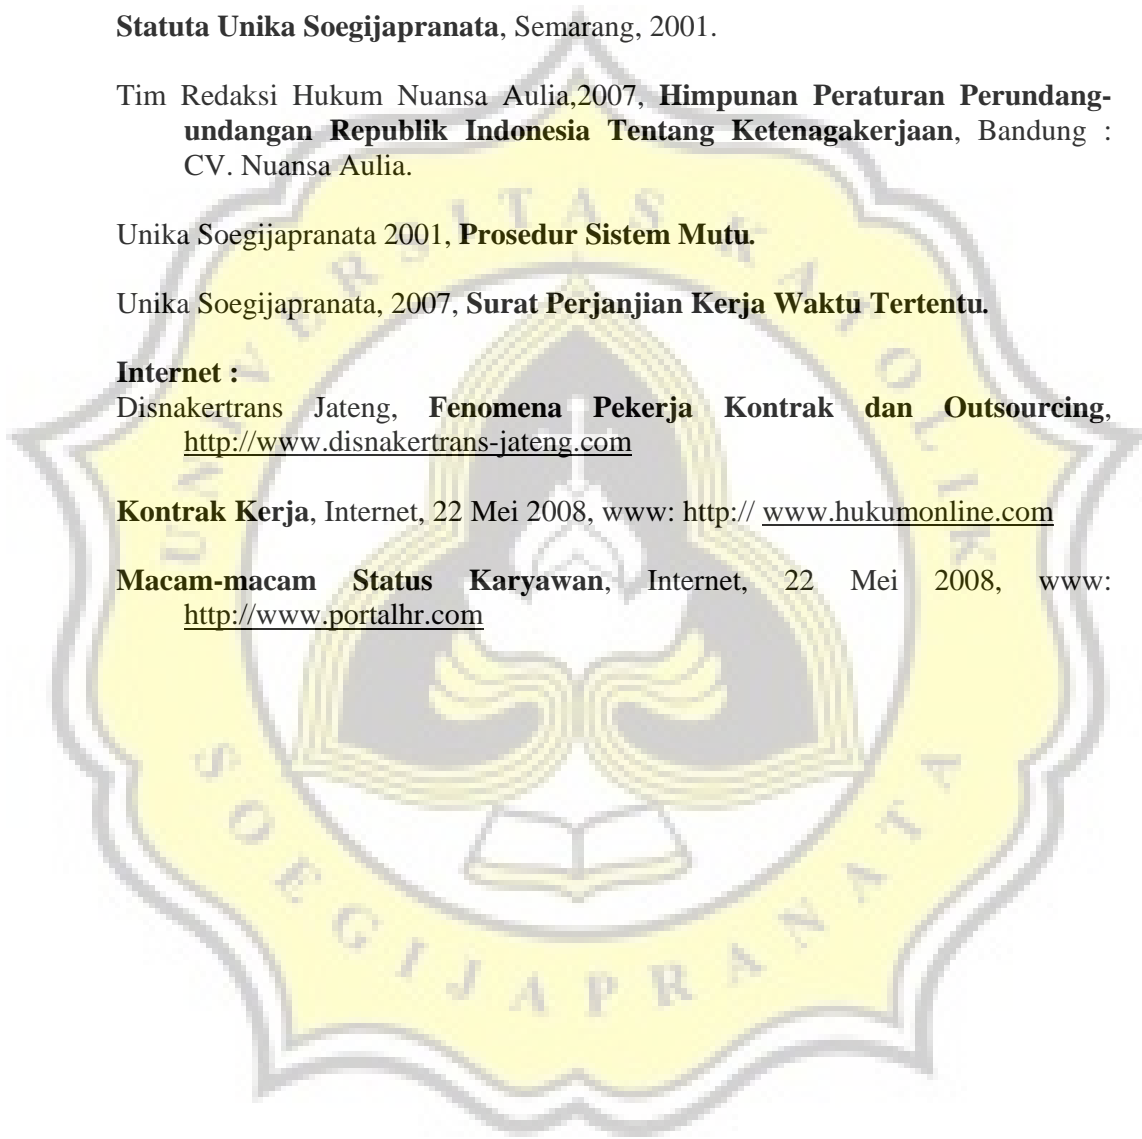 Statuta Unika Soegijapranata, Semarang, 2001.
Tim Redaksi Hukum Nuansa Aulia,2007, Himpunan Peraturan Perundang-
undangan Republik Indonesia Tentang Ketenagakerjaan, Bandung :
CV. Nuansa Aulia.
Unika Soegijapranata 2001, Prosedur Sistem Mutu.
Unika Soegijapranata, 2007, Surat Perjanjian Kerja Waktu Tertentu.
Internet :
Disnakertrans Jateng, Fenomena Pekerja Kontrak dan Outsourcing,
http://www.disnakertrans-jateng.com
Kontrak Kerja, Internet, 22 Mei 2008, www: http:// www.hukumonline.com
Macam-macam Status Karyawan, Internet, 22 Mei 2008, www:
http://www.portalhr.com
UNIVERSITAS KATOLIK
SOEGIJAPRANATA